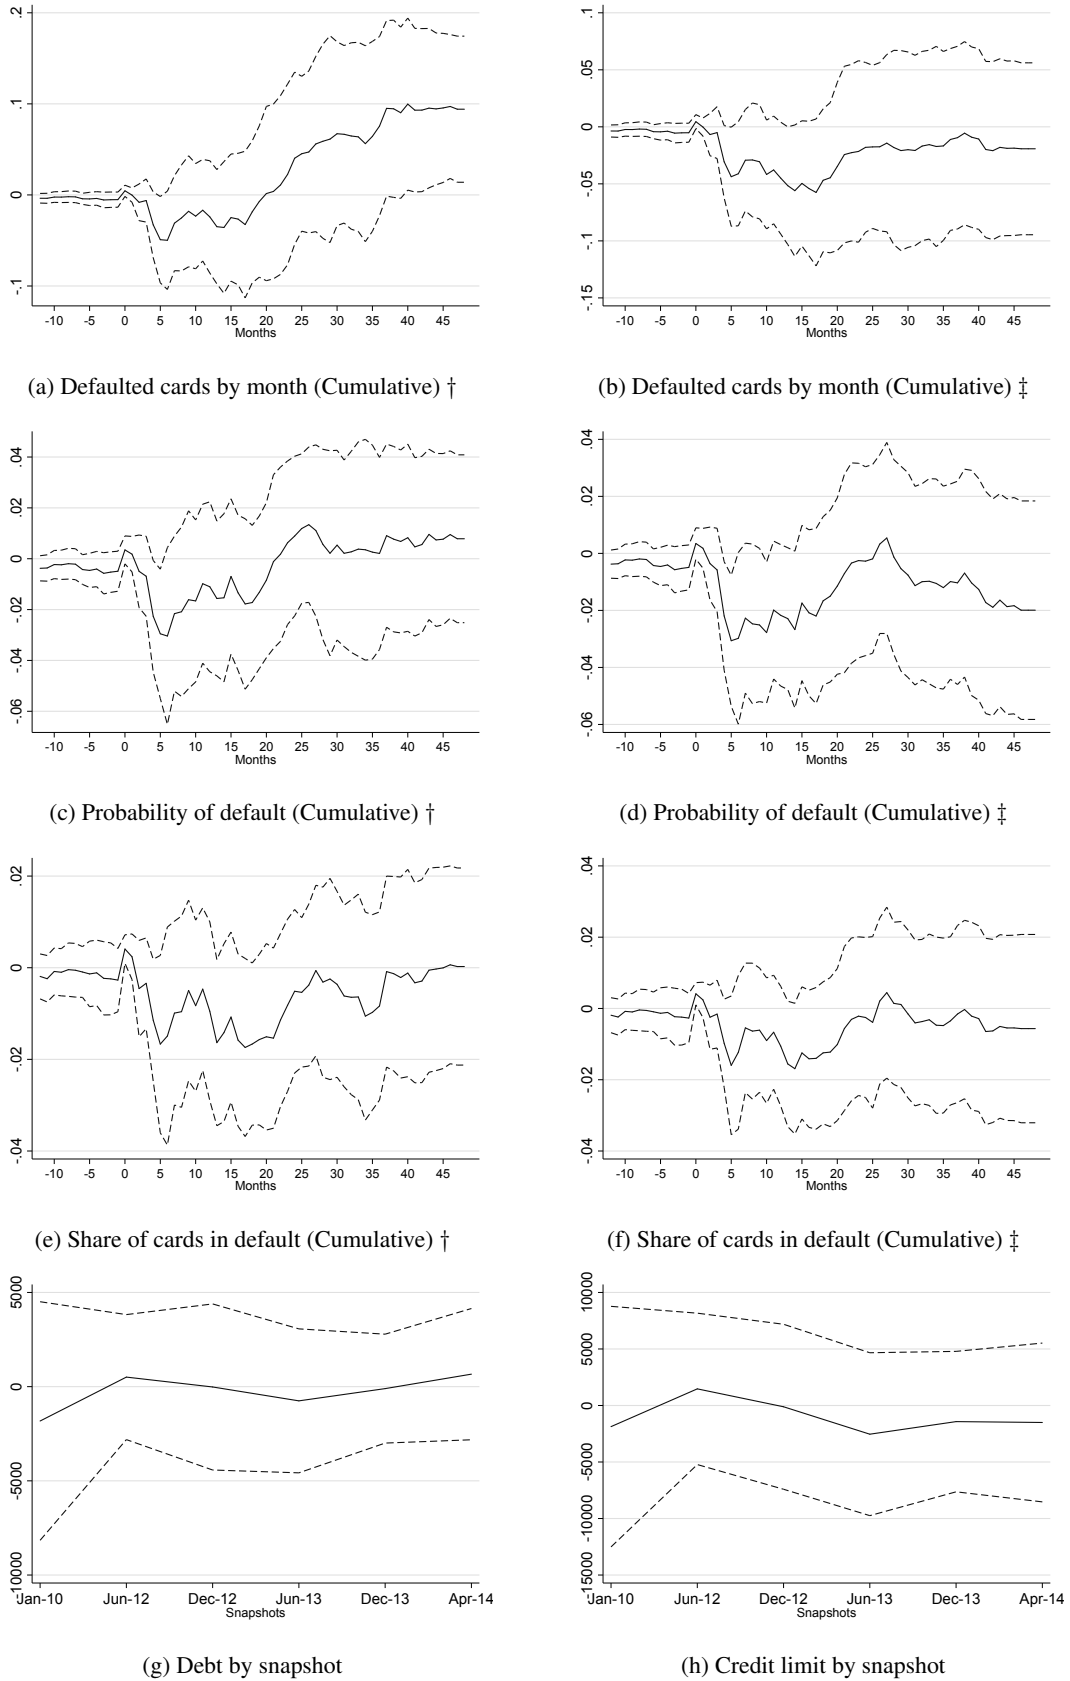 .2
.1
0
-.1
-10 -5 0 5 10 15 20 25 30 35 40 45
Months
(a) Defaulted cards by month (Cumulative) †
.1
.05
0
-.05
-.1
-.15
-10 -5 0 5 10 15 20 25 30 35 40 45
Months
(b) Defaulted cards by month (Cumulative) ‡
.04
.02
0
-.02
-.04
-.06
-10 -5 0 5 10 15 20 25 30 35 40 45
Months
(c) Probability of default (Cumulative) †
.04
.02
0
-.02
-.04
-.06
-10 -5 0 5 10 15 20 25 30 35 40 45
Months
(d) Probability of default (Cumulative) ‡
.02
0
-.02
-.04
-10 -5 0 5 10 15 20 25 30 35 40 45
Months
(e) Share of cards in default (Cumulative) †
.04
.02
0
-.02
-.04
-10 -5 0 5 10 15 20 25 30 35 40 45
Months
(f) Share of cards in default (Cumulative) ‡
5000
0
-5000
-10000
Jan-10 Jun-12 Dec-12 Jun-13 Dec-13 Apr-14
Snapshots
(g) Debt by snapshot
10000
5000
0
-5000
-10000
-15000
Jan-10 Jun-12 Dec-12 Jun-13 Dec-13 Apr-14
Snapshots
(h) Credit limit by snapshot